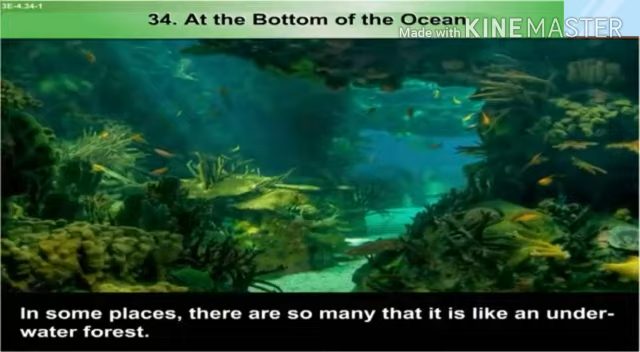 3E-4.34-1
34. At the Bottom of the Ocean
Made with KINEMASTER
In some places, there are so many that it is like an under-
water forest.